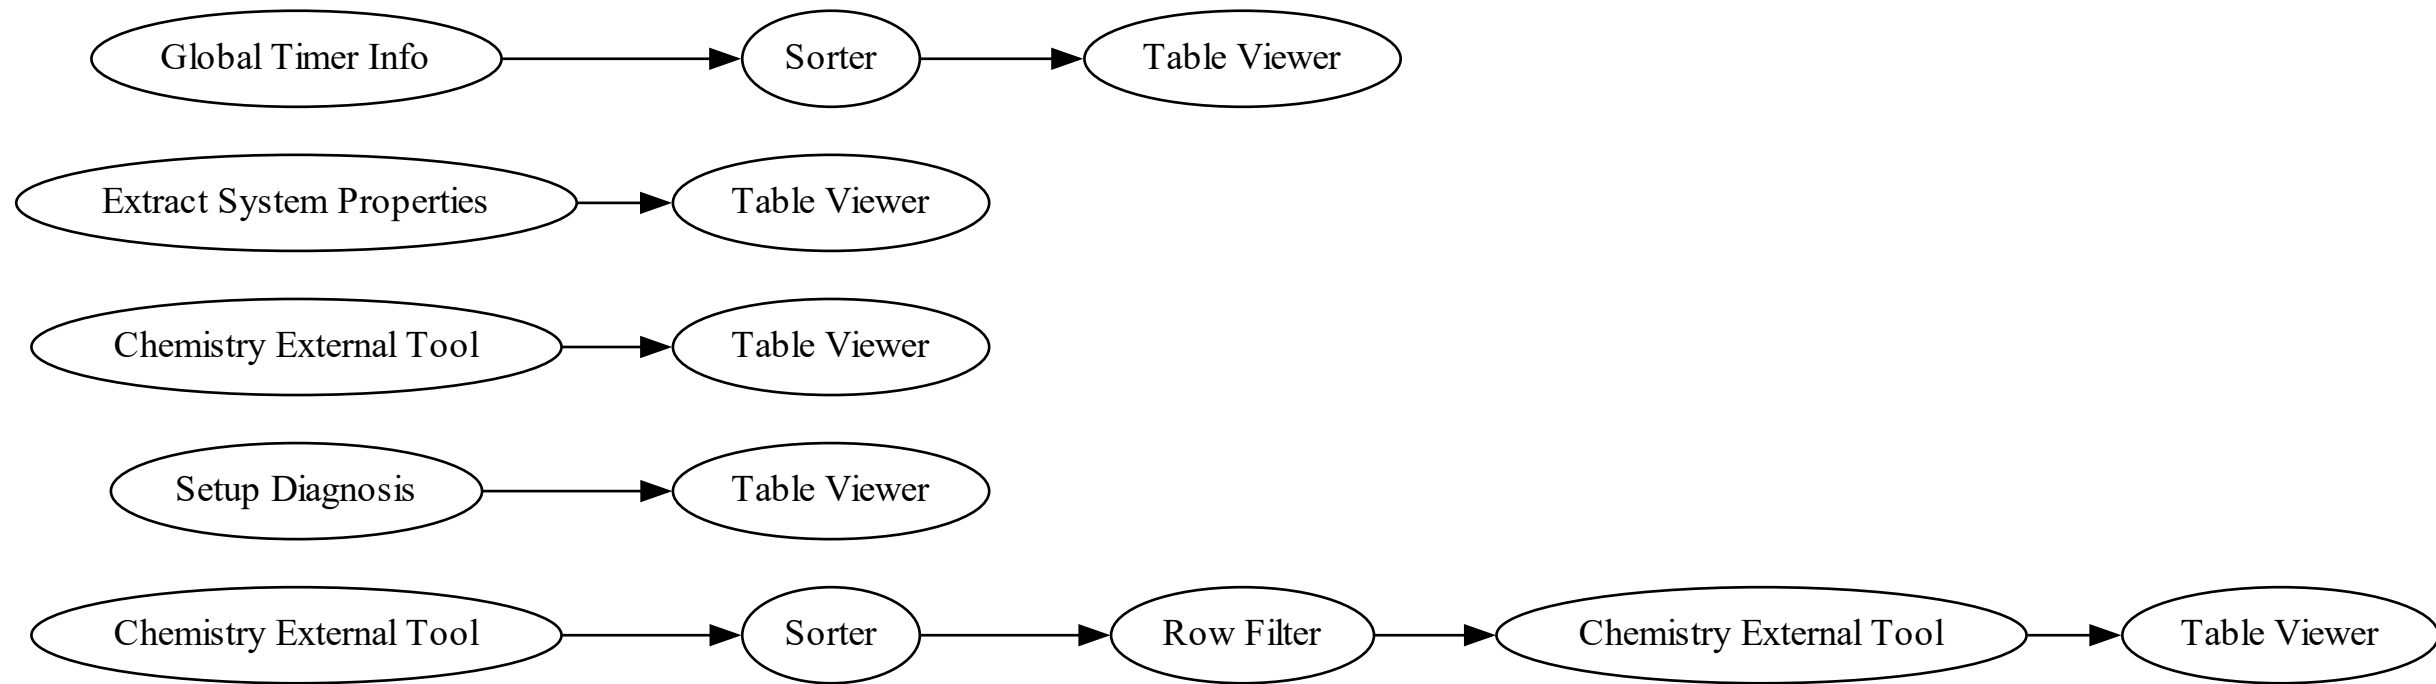 Global Timer Info Sorter Table Viewer
Extract System Properties Table Viewer
Chemistry External Tool Table Viewer
Setup Diagnosis Table Viewer
Chemistry External Tool Sorter Row Filter Chemistry External Tool Table Viewer